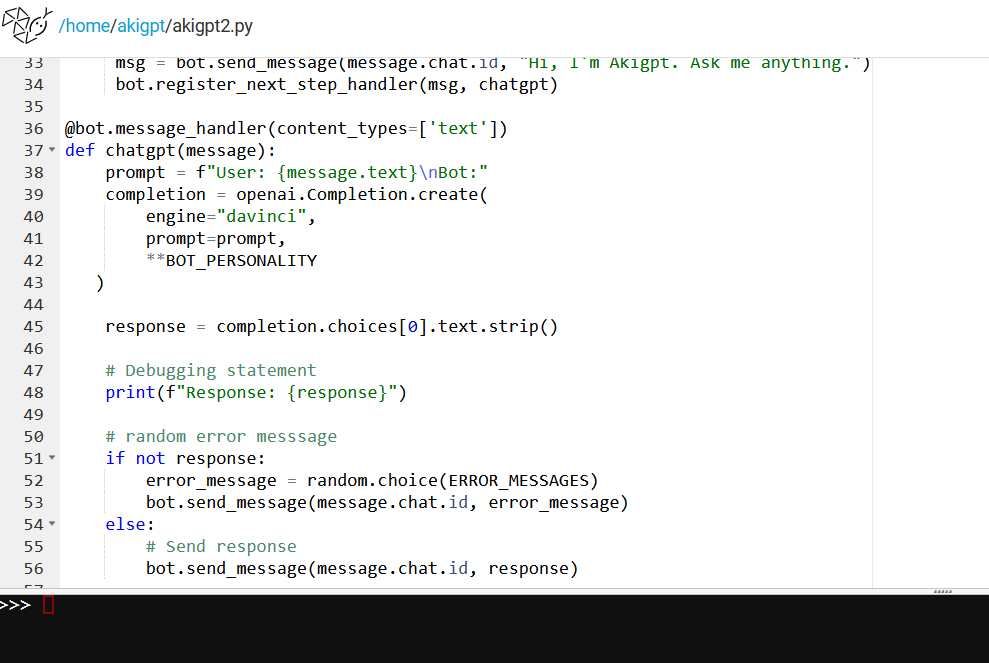 /home/akigpt/akigpt2.py
33 msg = bot.send_message(message.chat.id, "Hi, I'm Akigpt. Ask me anything.")
34 bot.register_next_step_handler(msg, chatgpt)
35
36 @bot.message_handler(content_types=['text'])
37 def chatgpt(message):
38 prompt = f"User: {message.text}\nBot:"
39 completion = openai.Completion.create(
40 engine="davinci",
41 prompt=prompt,
42 **BOT_PERSONALITY
43 )
44
45 response = completion.choices[0].text.strip()
46
47 # Debugging statement
48 print(f"Response: {response}")
49
50 # random error messsage
51 if not response:
52 error_message = random.choice(ERROR_MESSAGES)
53 bot.send_message(message.chat.id, error_message)
54 else:
55 # Send response
56 bot.send_message(message.chat.id, response)
57
>>>